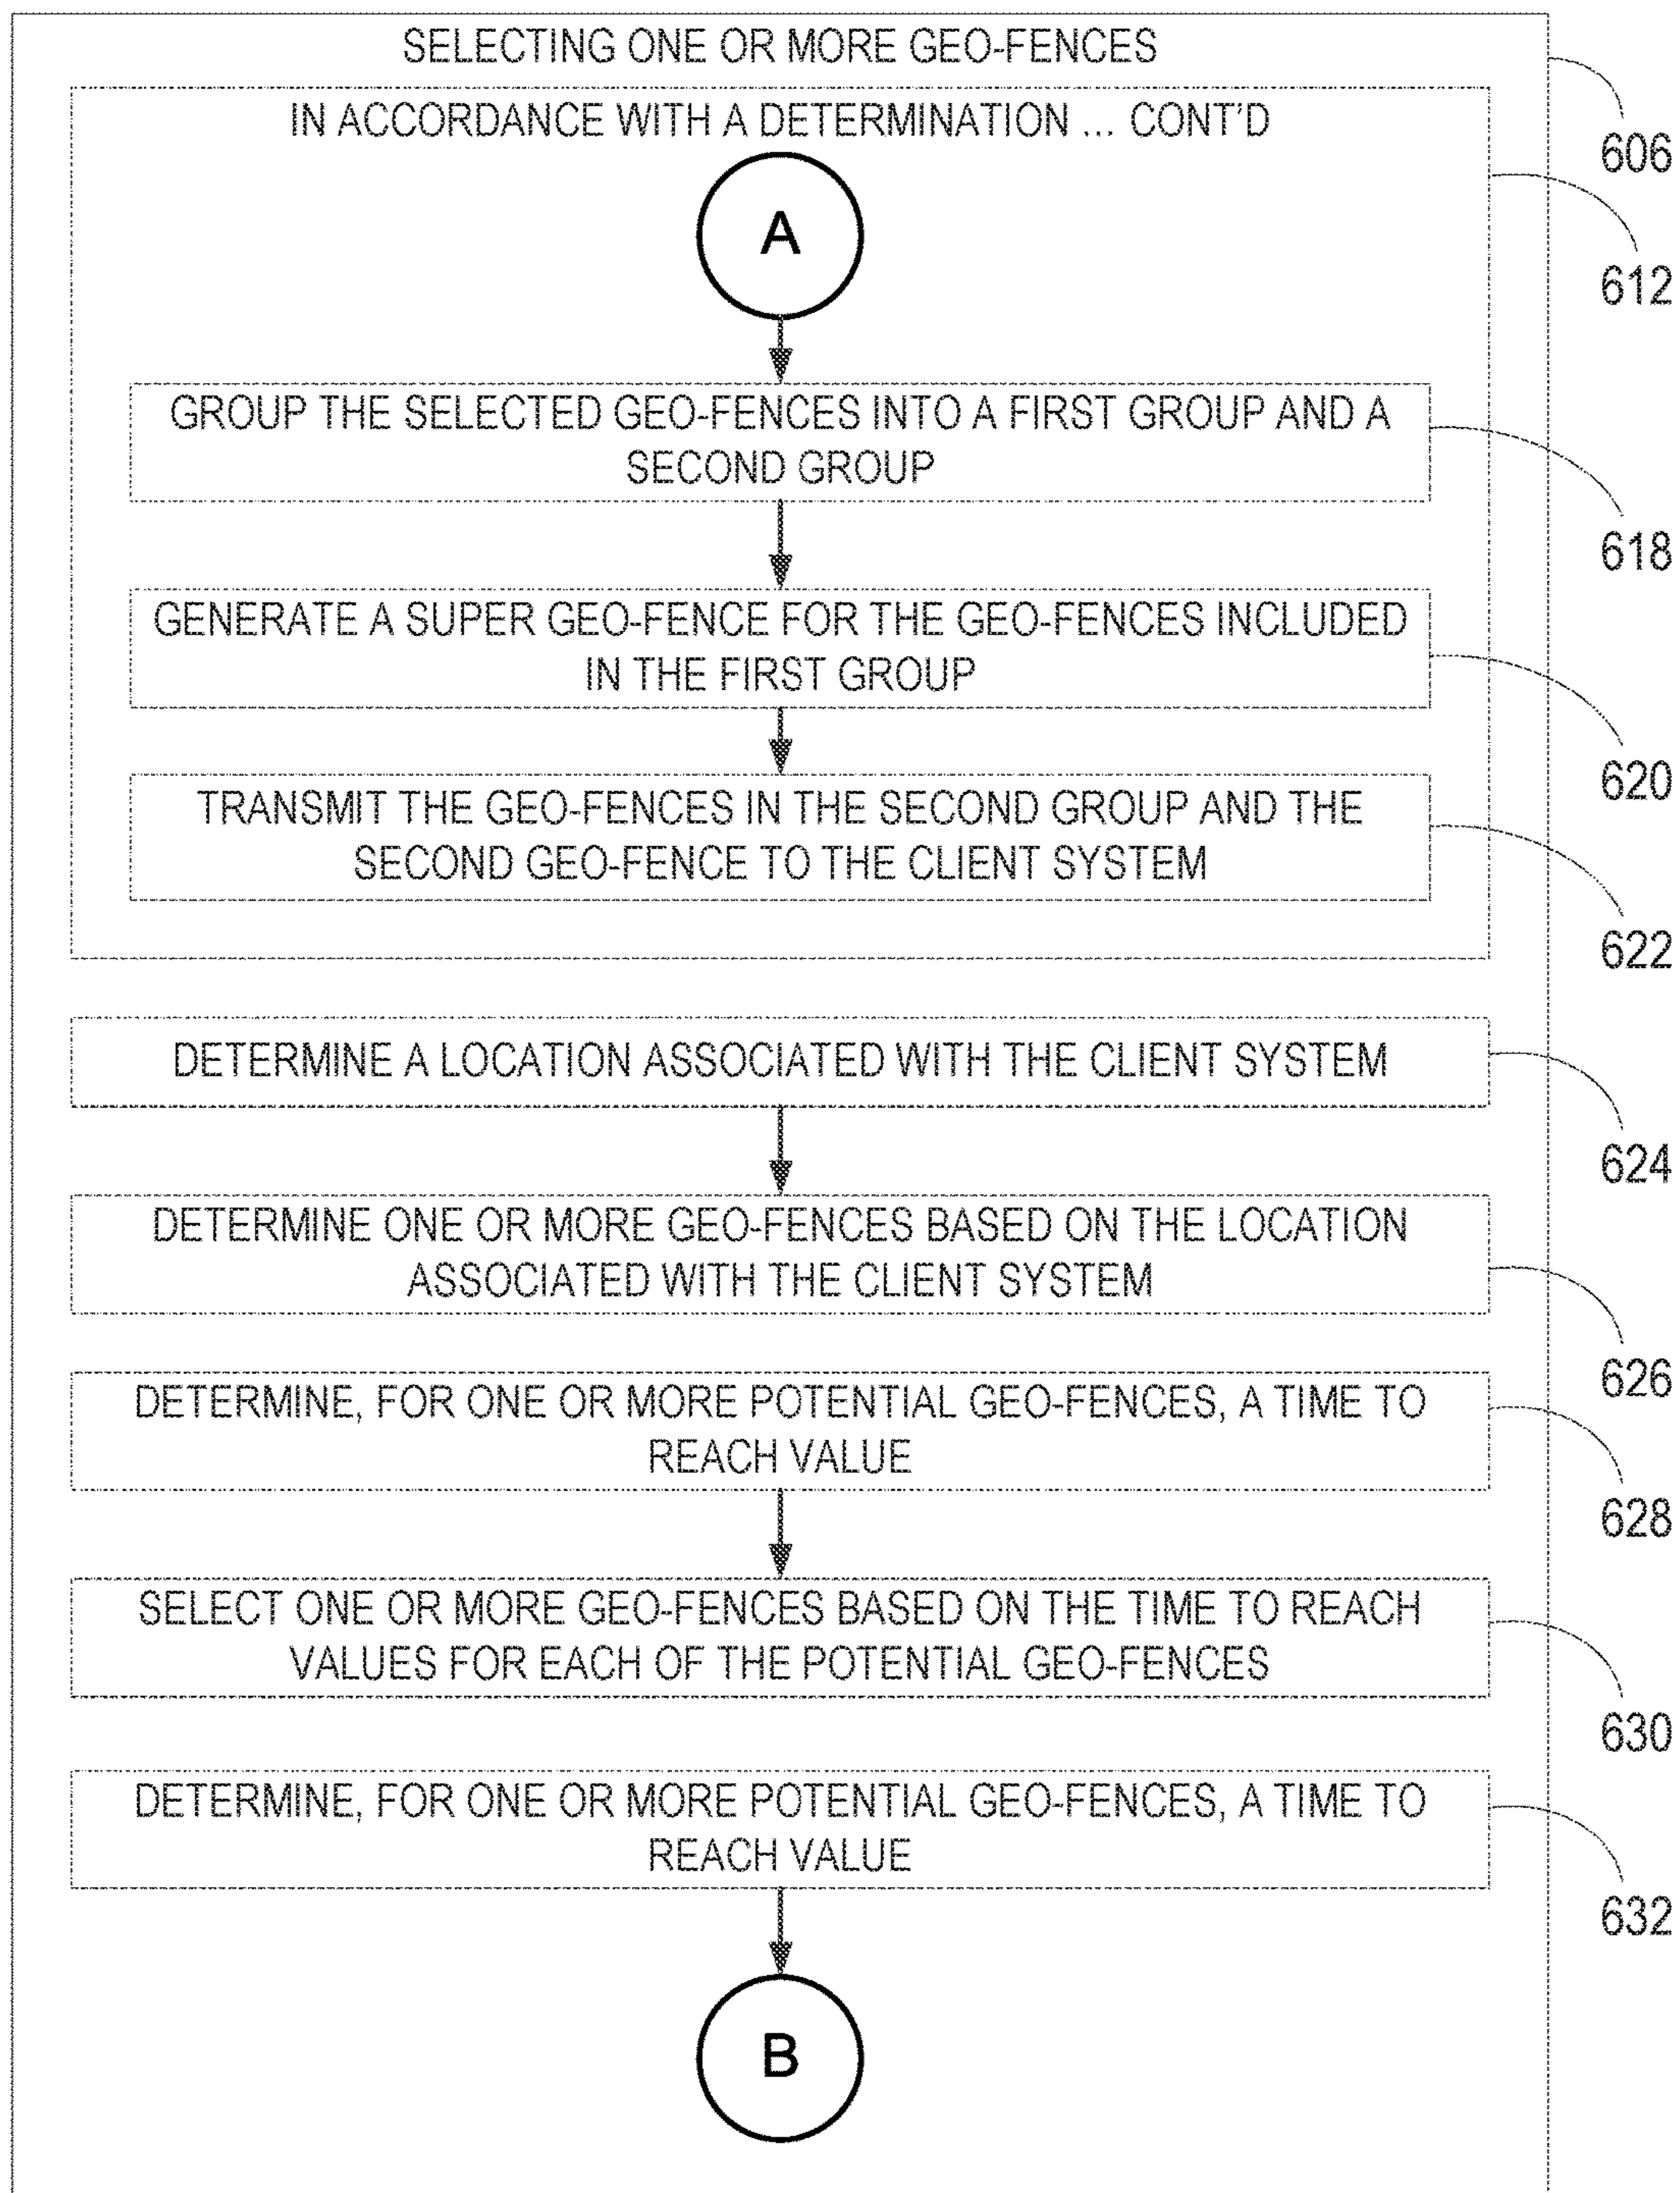 SELECTING ONE OR MORE GEO-FENCES
606
IN ACCORDANCE WITH A DETERMINATION ... CONT'D
612
A
GROUP THE SELECTED GEO-FENCES INTO A FIRST GROUP AND A
SECOND GROUP
618
GENERATE A SUPER GEO-FENCE FOR THE GEO-FENCES INCLUDED
IN THE FIRST GROUP
620
TRANSMIT THE GEO-FENCES IN THE SECOND GROUP AND THE
SECOND GEO-FENCE TO THE CLIENT SYSTEM
622
DETERMINE A LOCATION ASSOCIATED WITH THE CLIENT SYSTEM
624
DETERMINE ONE OR MORE GEO-FENCES BASED ON THE LOCATION
ASSOCIATED WITH THE CLIENT SYSTEM
626
DETERMINE, FOR ONE OR MORE POTENTIAL GEO-FENCES, A TIME TO
REACH VALUE
628
SELECT ONE OR MORE GEO-FENCES BASED ON THE TIME TO REACH
VALUES FOR EACH OF THE POTENTIAL GEO-FENCES
630
DETERMINE, FOR ONE OR MORE POTENTIAL GEO-FENCES, A TIME TO
REACH VALUE
632
B